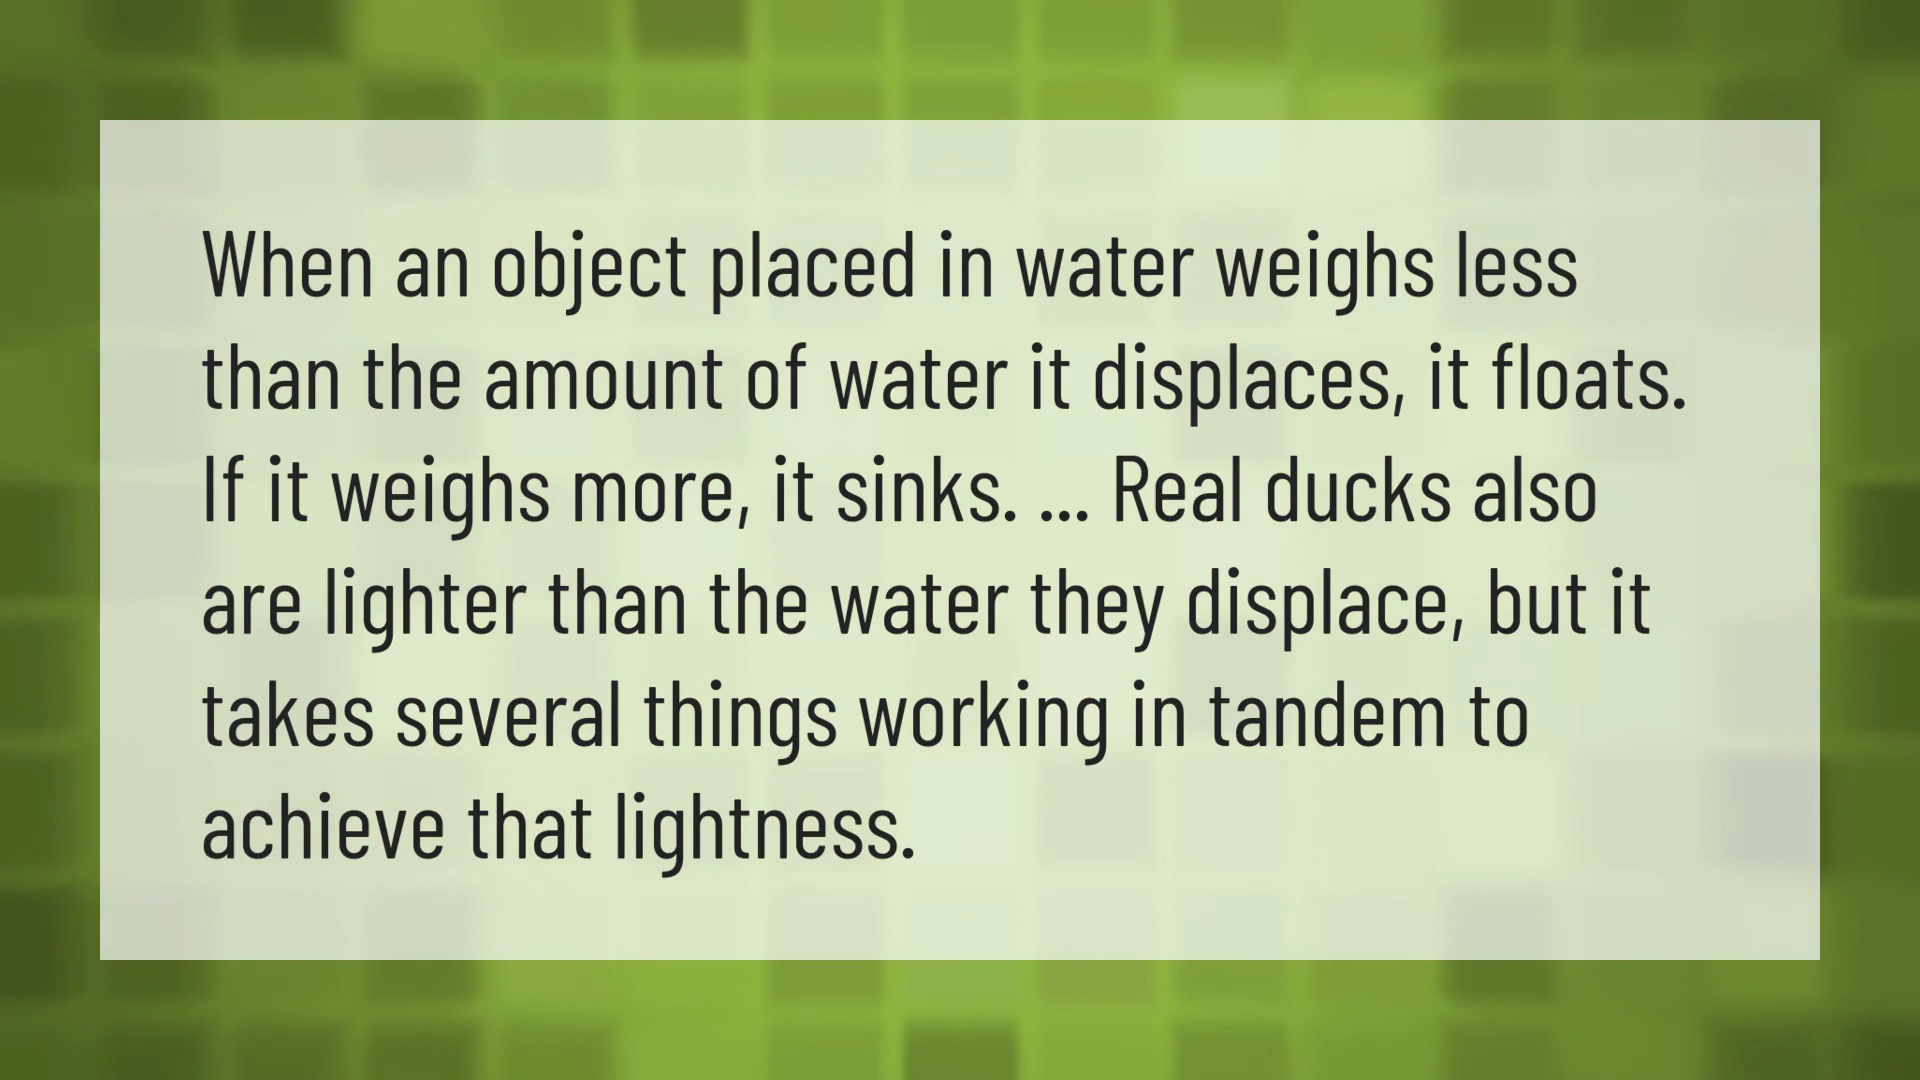 When an object placed in water weighs less
than the amount of water it displaces, it floats.
If it weighs more, it sinks. ... Real ducks also
are lighter than the water they displace, but it
takes several things working in tandem to
achieve that lightness.